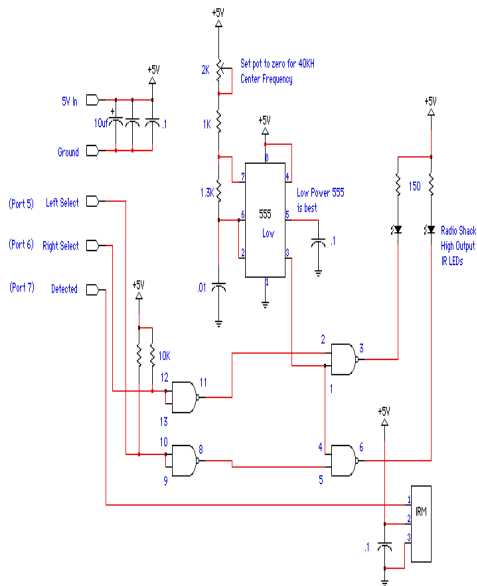 +5V
2K
Set pot to zero for 40KH
Center Frequency
+5V
5V In
+
10uf
.1
Ground
1K
+5V
+5V
8
7
4
1.3K
150
(Port 5)
Left Select
Low Power 555
is best
555
6
5
Low
Radio Shack
High Output
IR LEDs
(Port 6)
Right Select
.1
2
3
(Port 7)
Detected
.01
1
+5V
2
3
10K
1
12
11
13
+5V
10
8
4
6
9
5
1
IRM
2
.1
3